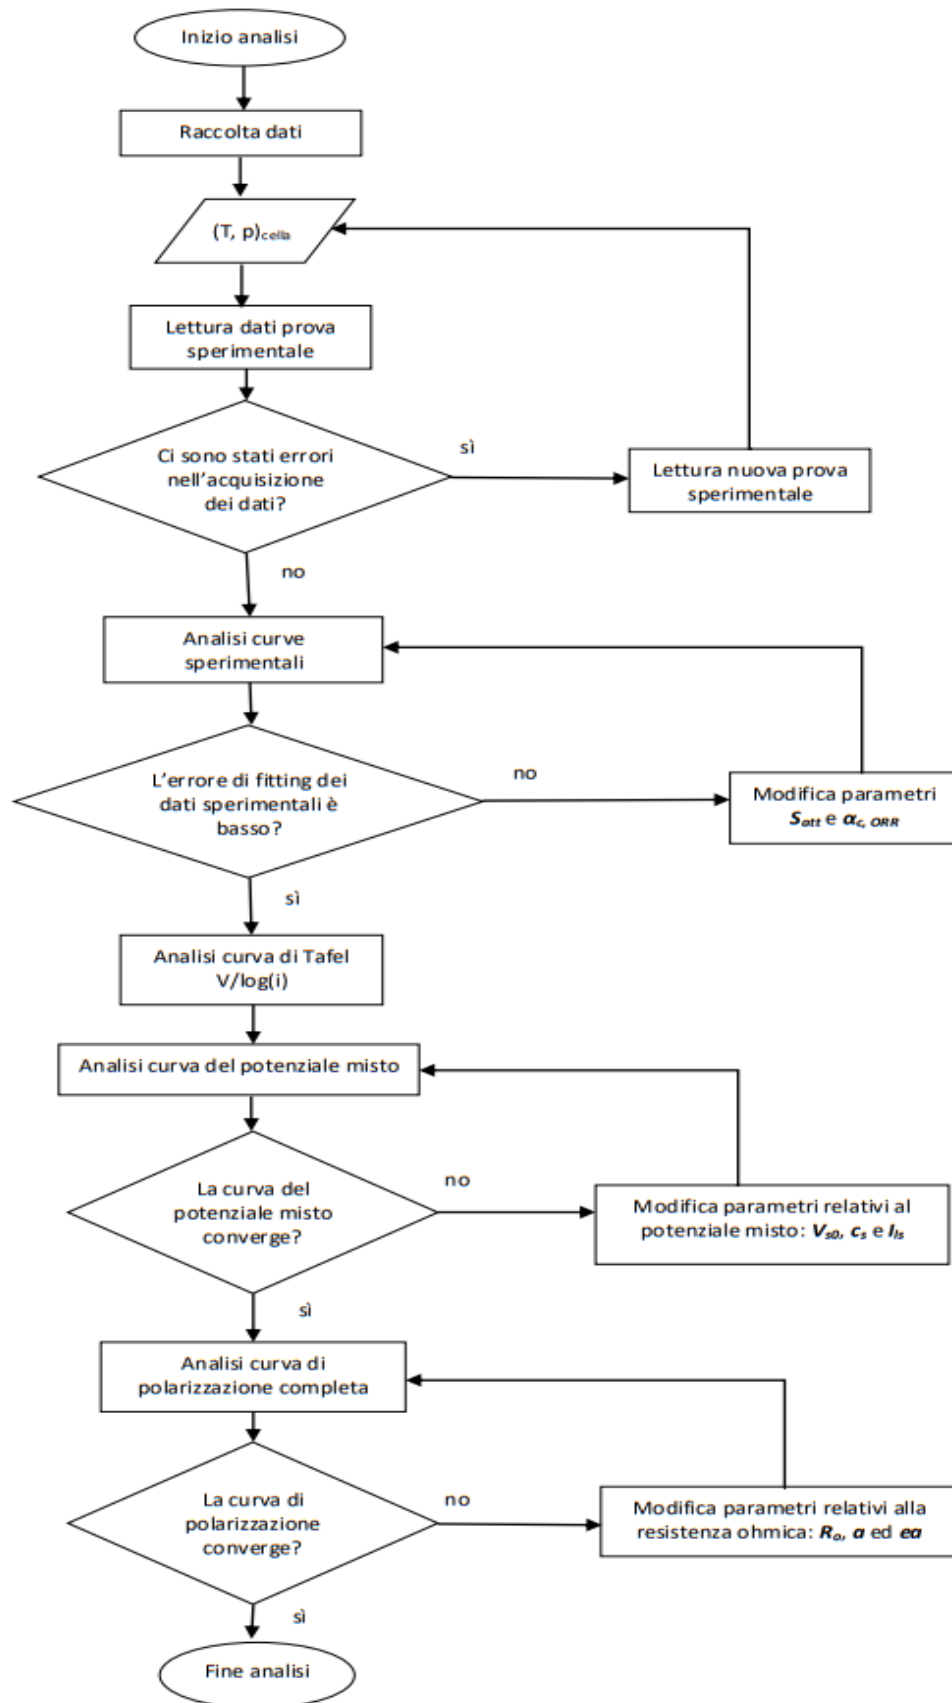 Inizio analisi
Raccolta dati
(T, p)cella
Lettura dati prova
sperimentale
Ci sono stati errori
nell'acquisizione
dei dati?
sì
Lettura nuova prova
sperimentale
no
Analisi curve
sperimentali
L'errore di fitting dei
dati sperimentali è
basso?
no
Modifica parametri
Satt e αc, ORR
sì
Analisi curva di Tafel
V/log(i)
Analisi curva del potenziale misto
La curva del
potenziale misto
converge?
no
Modifica parametri relativi al
potenziale misto: Vs0, cs e Ils
sì
Analisi curva di
polarizzazione completa
La curva di
polarizzazione
converge?
no
Modifica parametri relativi alla
resistenza ohmica: Ro, a ed ea
sì
Fine analisi